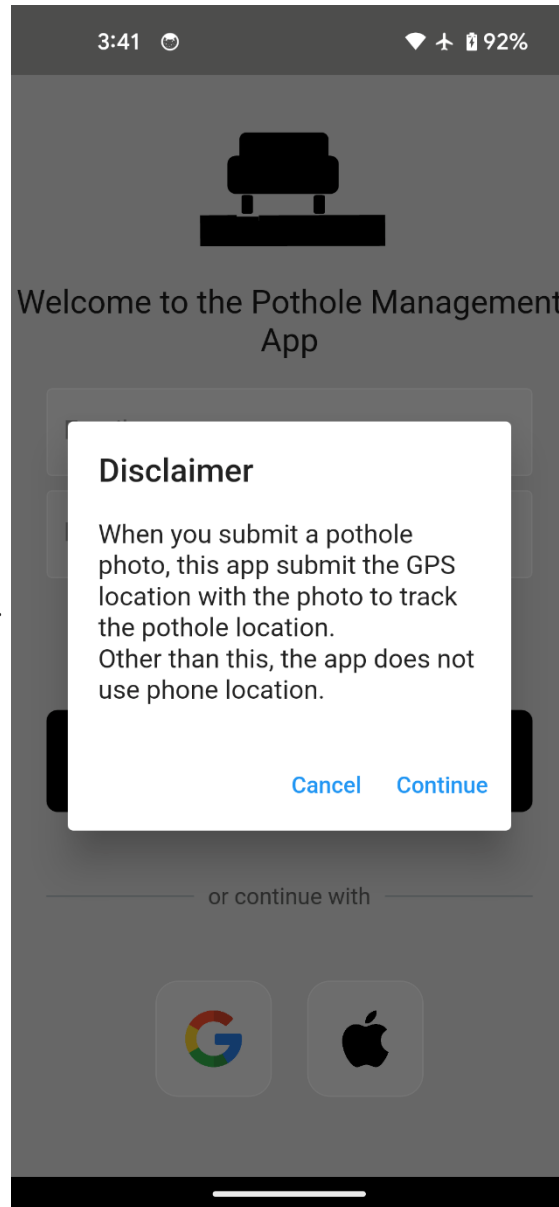 3:41
92%
Welcome to the Pothole Management
App
Disclaimer
When you submit a pothole
photo, this app submit the GPS
location with the photo to track
the pothole location.
Other than this, the app does not
use phone location.
Cancel Continue
or continue with